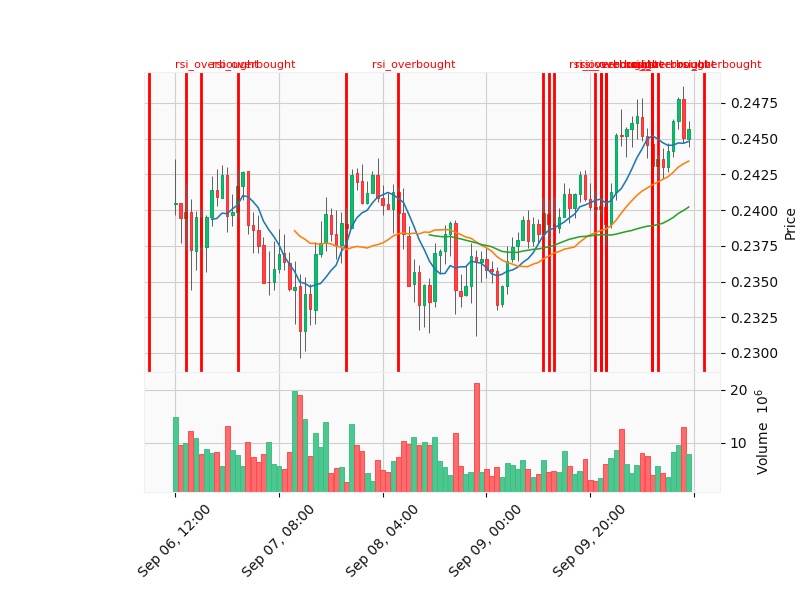 rsi_overbought
rsi_overbought
rsi_overbought
0.2475
0.2450
0.2425
0.2400
0.2375
0.2350
0.2325
0.2300
Price
20
10
Volume 10^6
Sep 06, 12:00
Sep 07, 08:00
Sep 08, 04:00
Sep 09, 00:00
Sep 09, 20:00